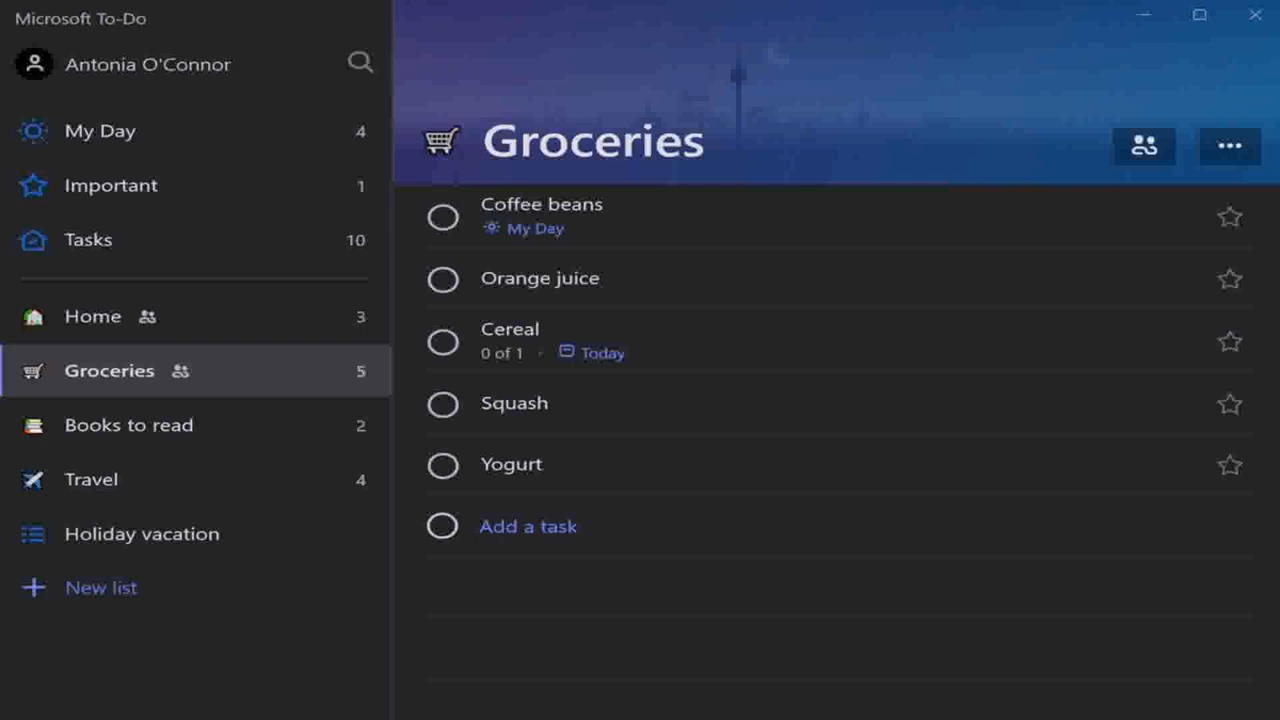 Microsoft To-Do
Antonia O'Connor
My Day 4
Important 1
Tasks 10
Home 3
Groceries 5
Books to read 2
Travel 4
Holiday vacation
New list
Groceries
Coffee beans
My Day
Orange juice
Cereal
0 of 1 · Today
Squash
Yogurt
Add a task